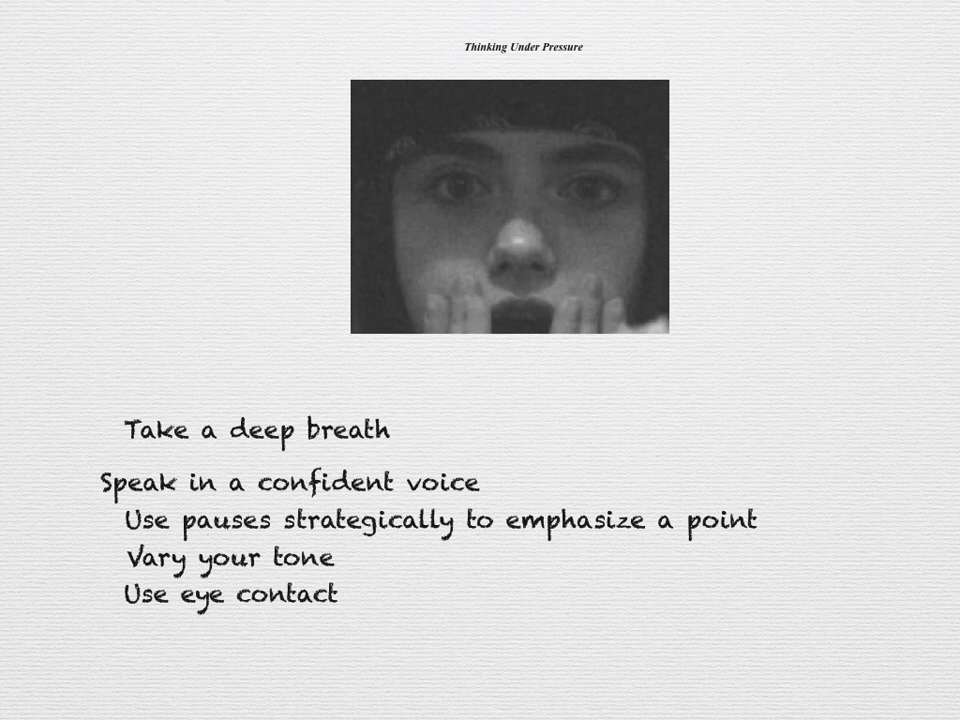 Thinking Under Pressure
Take a deep breath
Speak in a confident voice
Use pauses strategically to emphasize a point
Vary your tone
Use eye contact